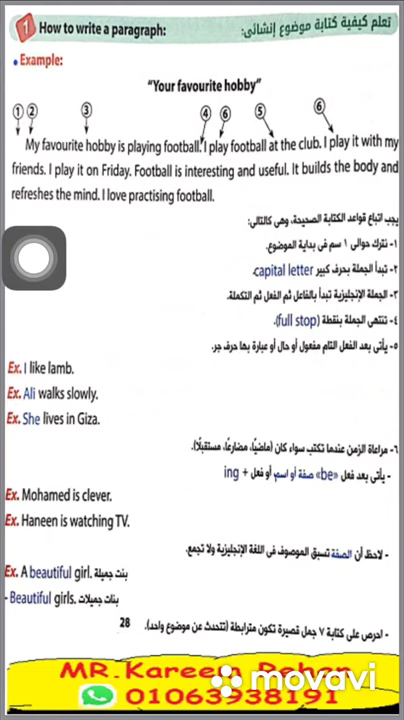 1 How to write a paragraph: تعلم كيفية كتابة موضوع إنشائى:
• Example:
"Your favourite hobby"
1 2 3 4 6 5 6
My favourite hobby is playing football. I play football at the club. I play it with my
friends. I play it on Friday. Football is interesting and useful. It builds the body and
refreshes the mind. I love practising football.
يجب اتباع قواعد الكتابة الصحيحة، وهى كالتالى:
١- نترك حوالى ١ سم فى بداية الموضوع.
٢- تبدأ الجملة بحرف كبير capital letter.
٣- الجملة الإنجليزية تبدأ بالفاعل ثم الفعل ثم التكملة.
٤- تنتهى الجملة بنقطة (full stop).
٥- يأتى بعد الفعل التام مفعول أو حال أو عبارة بها حرف جر.
Ex. I like lamb.
Ex. Ali walks slowly.
Ex. She lives in Giza.
٦- مراعاة الزمن عندما تكتب سواء كان (ماضيًا، مضارعًا، مستقبلًا).
- يأتى بعد فعل «be» صفة أو اسم أو فعل + ing
Ex. Mohamed is clever.
Ex. Haneen is watching TV.
- لاحظ أن الصفة تسبق الموصوف فى اللغة الإنجليزية ولا تجمع.
Ex. A beautiful girl. بنت جميلة
- Beautiful girls. بنات جميلات
- احرص على كتابة ٧ جمل قصيرة تكون مترابطة (تتحدث عن موضوع واحد).
28
MR.Kareem
movavi
01063938191